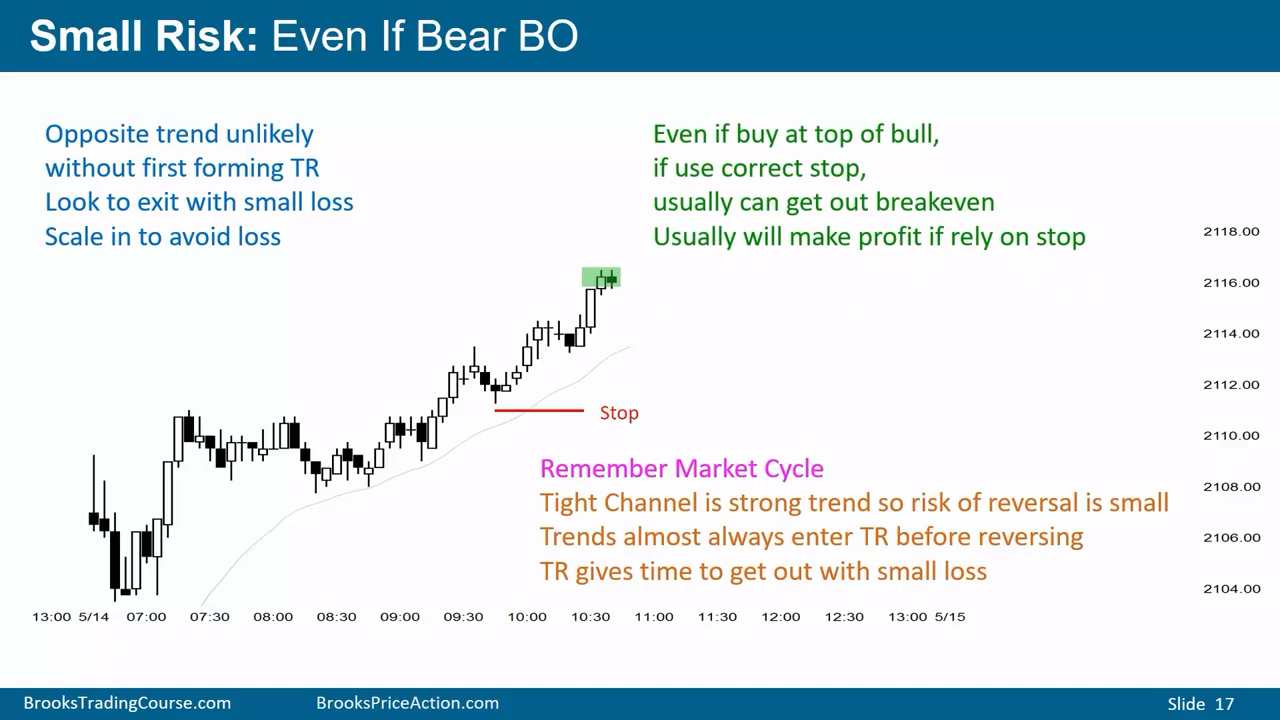 Small Risk: Even If Bear BO
Opposite trend unlikely
without first forming TR
Look to exit with small loss
Scale in to avoid loss
Even if buy at top of bull,
if use correct stop,
usually can get out breakeven
Usually will make profit if rely on stop
2118.00
2116.00
2114.00
2112.00
2110.00
2108.00
2106.00
2104.00
Stop
Remember Market Cycle
Tight Channel is strong trend so risk of reversal is small
Trends almost always enter TR before reversing
TR gives time to get out with small loss
13:00 5/14 07:00 07:30 08:00 08:30 09:00 09:30 10:00 10:30 11:00 11:30 12:00 12:30 13:00 5/15
BrooksTradingCourse.com BrooksPriceAction.com Slide 17